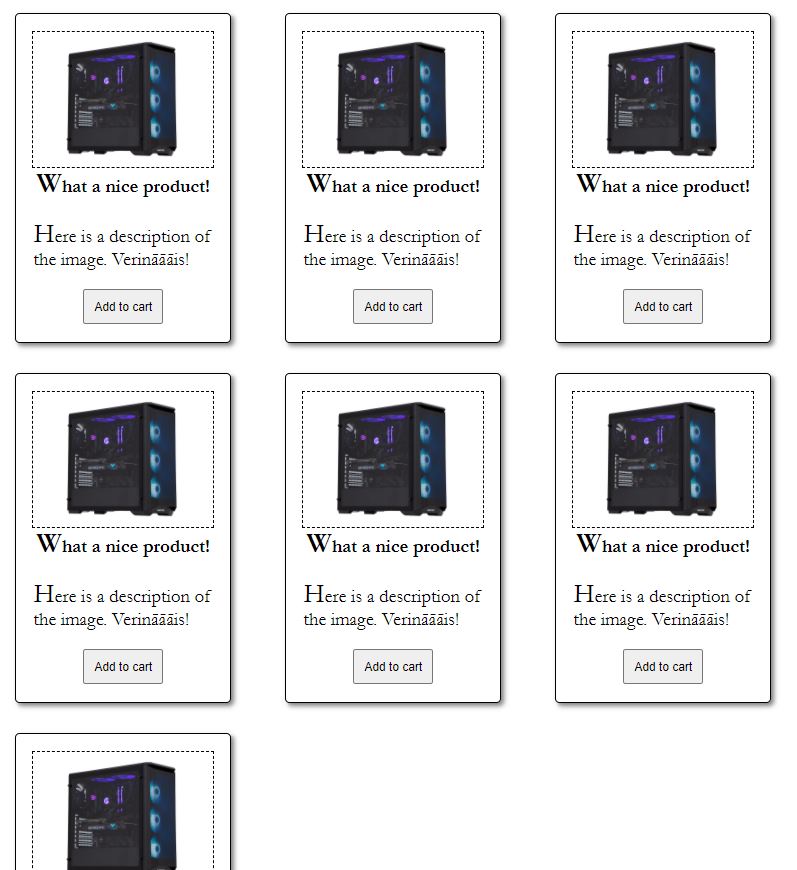 What a nice product! What a nice product! What a nice product!
Here is a description of Here is a description of Here is a description of
the image. Verināāāis! the image. Verināāāis! the image. Verināāāis!
Add to cart Add to cart Add to cart
What a nice product! What a nice product! What a nice product!
Here is a description of Here is a description of Here is a description of
the image. Verināāāis! the image. Verināāāis! the image. Verināāāis!
Add to cart Add to cart Add to cart